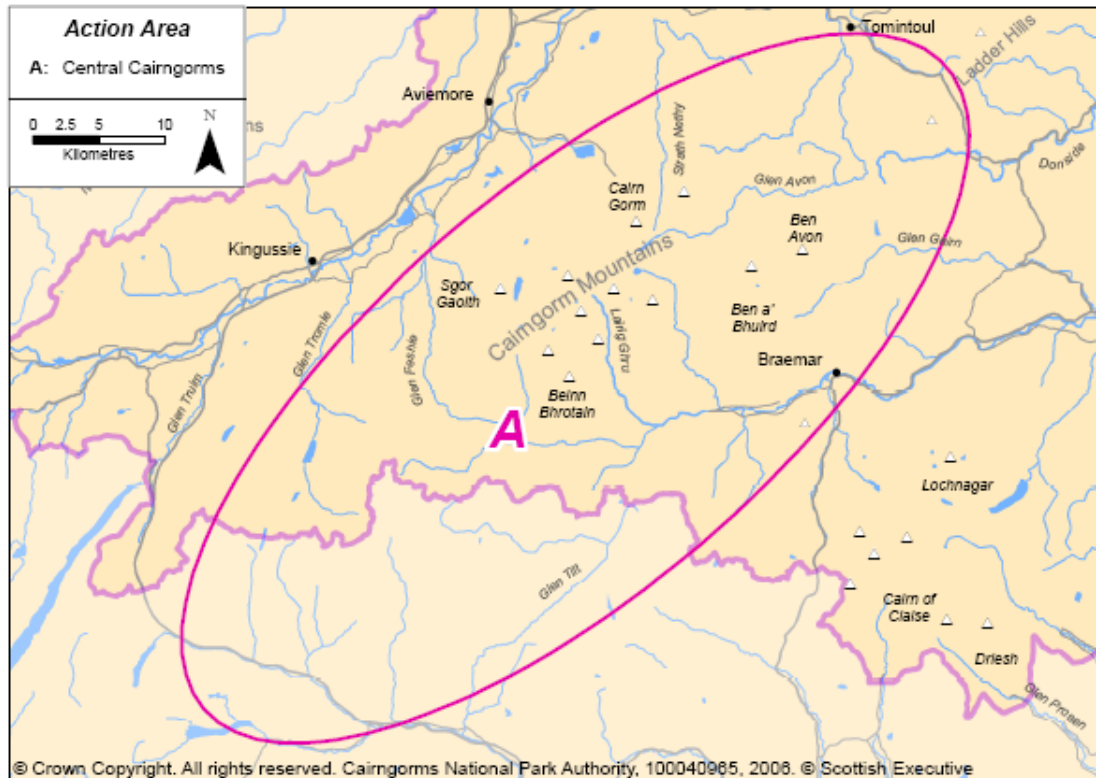 Action Area
A: Central Cairngorms
0 2.5 5 10
Kilometres
N
Tomintoul
Ladder Hills
Aviemore
Strath Nethy
Donside
Glen Avon
Cairn
Gorm
Ben
Avon
Glen Gairn
Kingussie
Cairngorm Mountains
Sgor
Gaoith
Ben a'
Bhuird
Lairig Ghru
Glen Tromie
Glen Feshie
Braemar
Glen Truim
Beinn
Bhrotain
A
Lochnagar
Glen Tilt
Cairn of
Claise
Driesh
Glen Prosen
© Crown Copyright. All rights reserved. Cairngorms National Park Authority, 100040965, 2006. © Scottish Executive